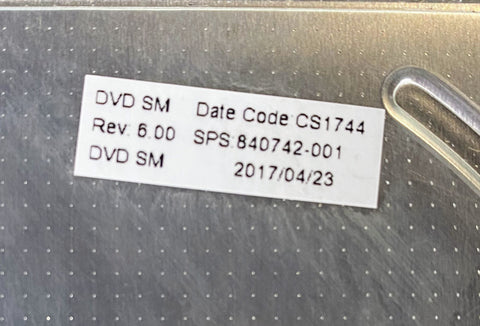 DVD SM Date Code:CS1744
Rev: 6.00 SPS:840742-001
DVD SM 2017/04/23